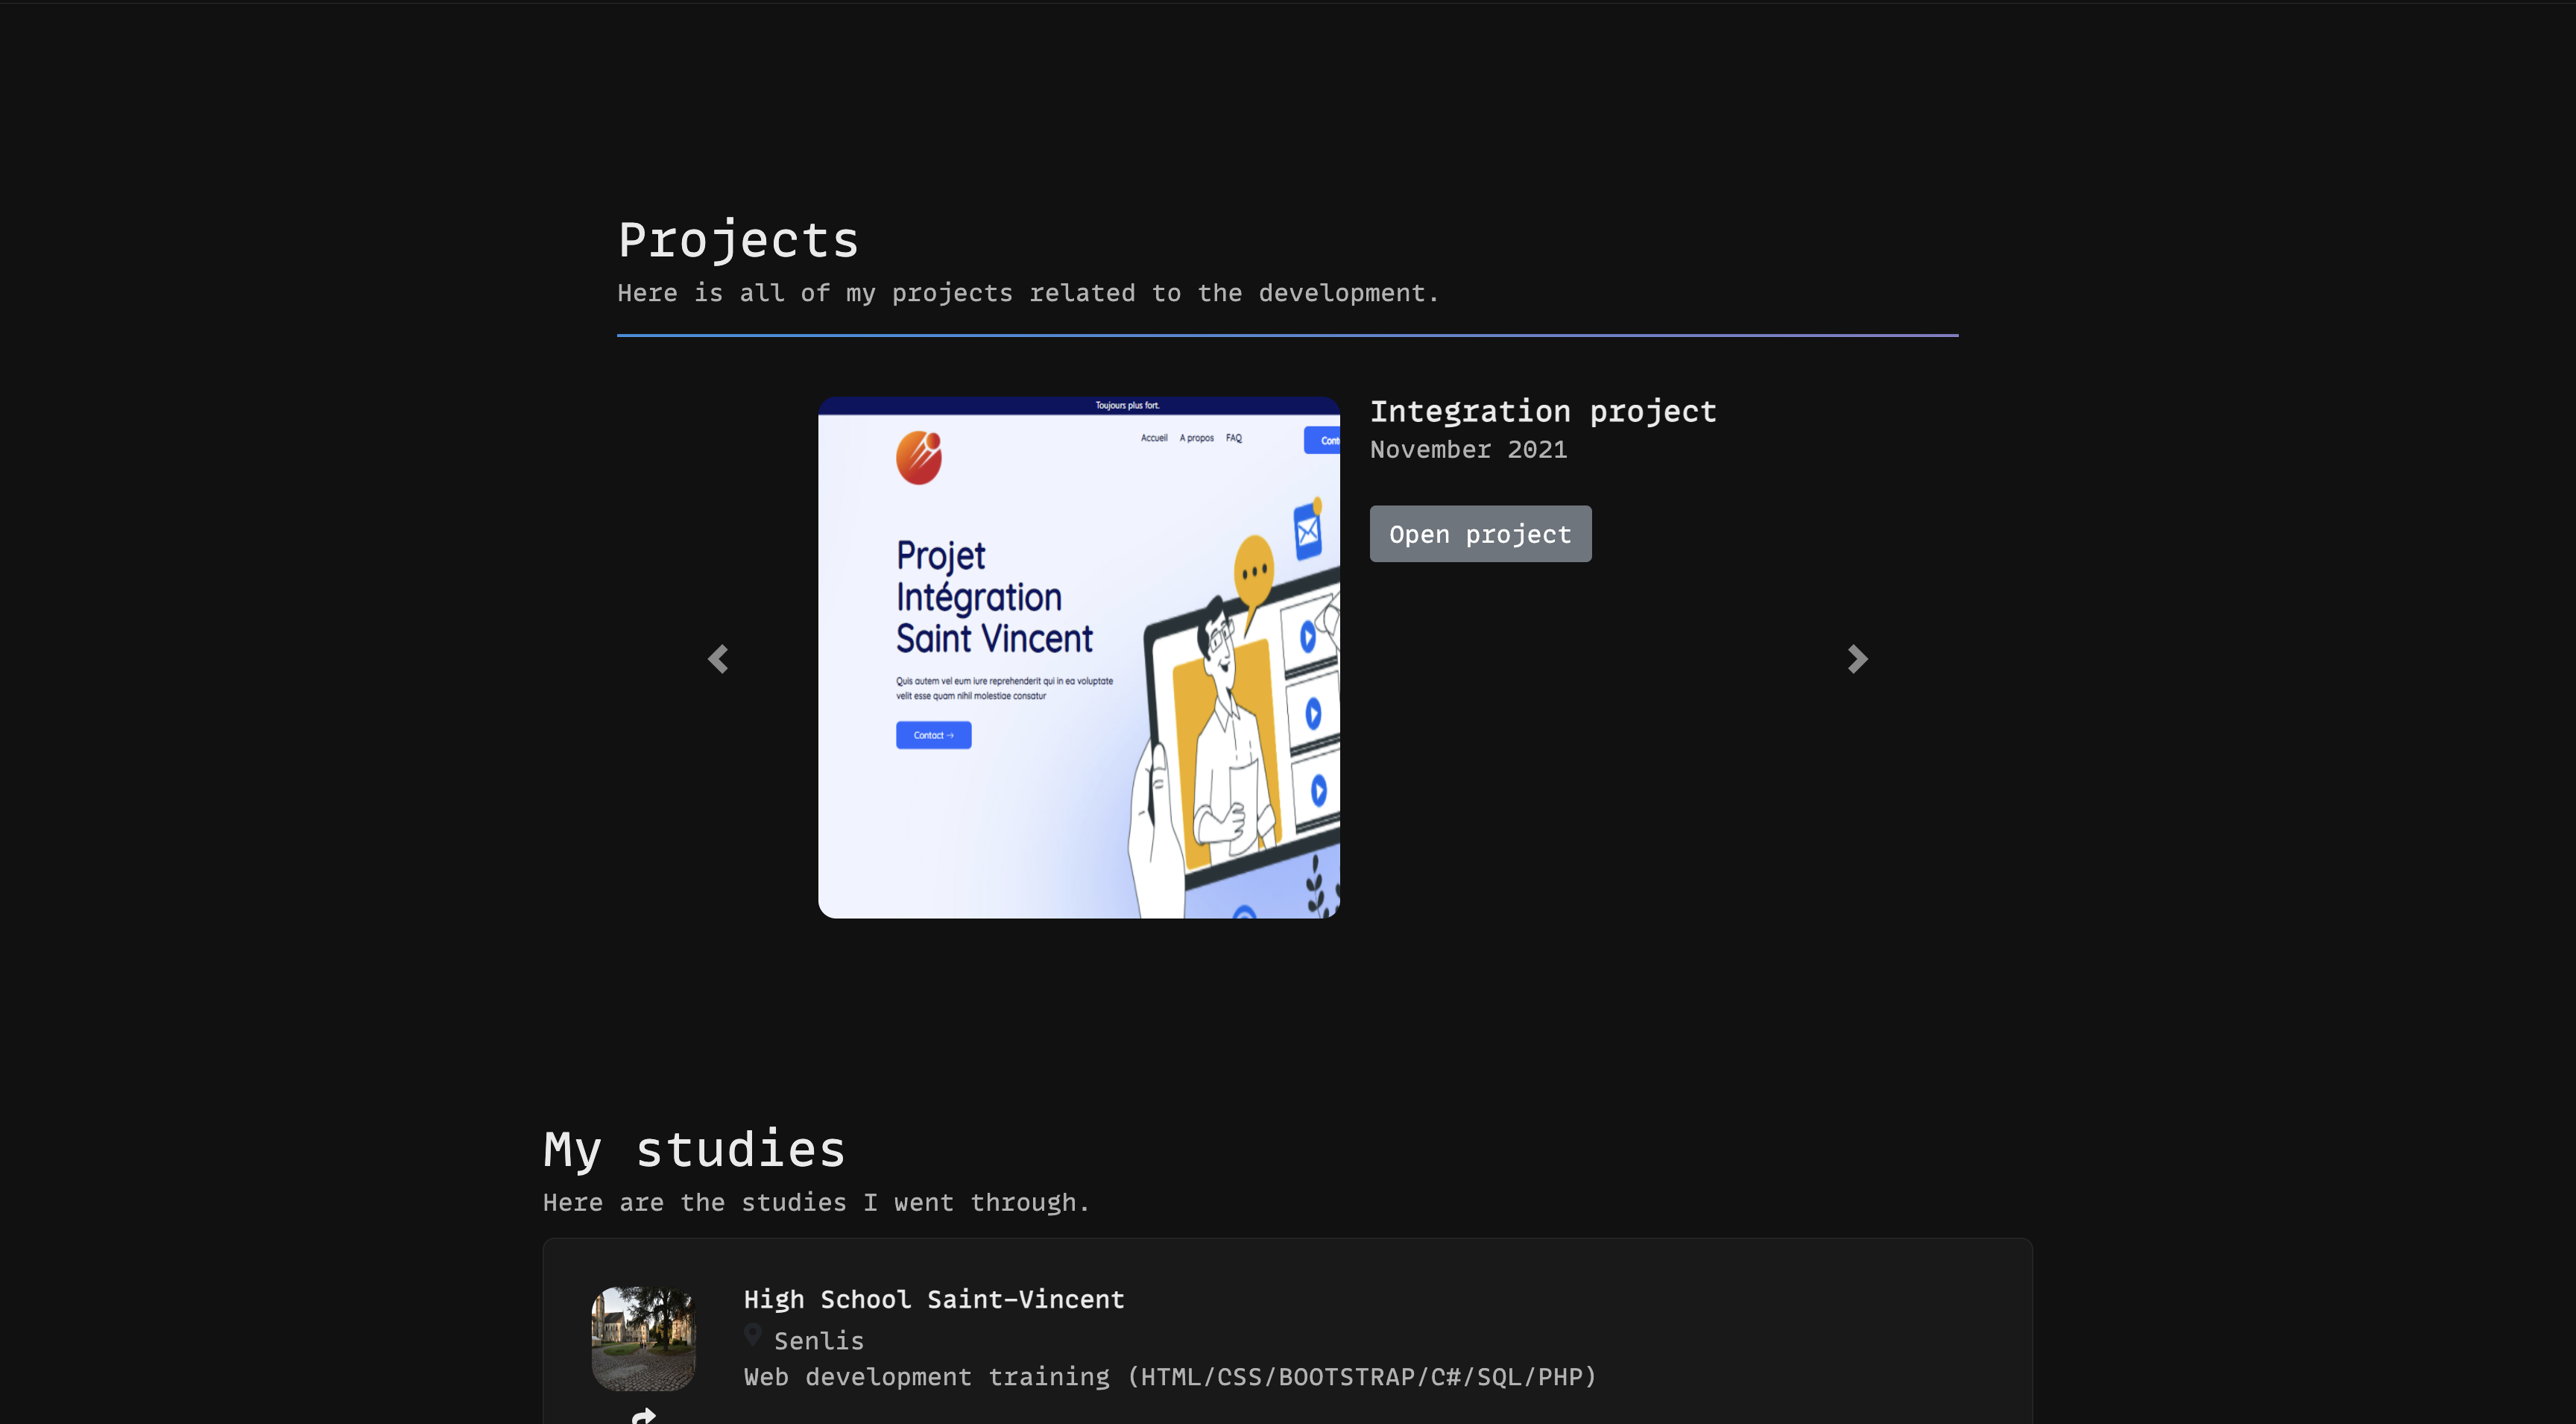 Projects
Here is all of my projects related to the development.
Toujours plus fort.
Accueil A propos FAQ
Projet
Intégration
Saint Vincent
Quis autem vel eum iure reprehenderit qui in ea voluptate
velit esse quam nihil molestiae consatur
Contact →
Integration project
November 2021
Open project
My studies
Here are the studies I went through.
High School Saint-Vincent
Senlis
Web development training (HTML/CSS/BOOTSTRAP/C#/SQL/PHP)